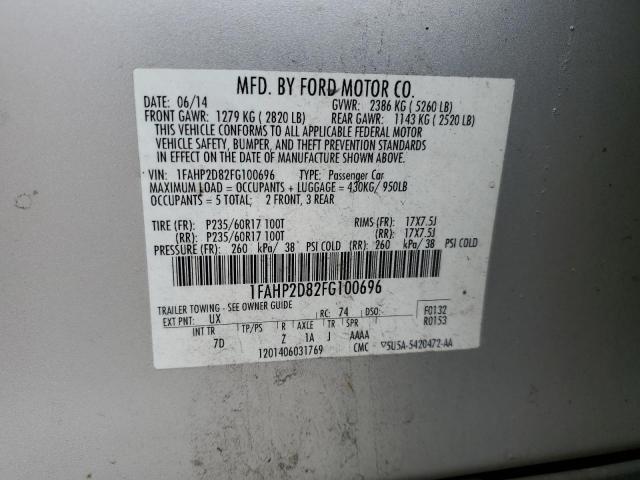 MFD. BY FORD MOTOR CO.
DATE: 06/14 GVWR: 2386 KG ( 5260 LB)
FRONT GAWR: 1279 KG ( 2820 LB) REAR GAWR: 1143 KG ( 2520 LB)
THIS VEHICLE CONFORMS TO ALL APPLICABLE FEDERAL MOTOR
VEHICLE SAFETY, BUMPER, AND THEFT PREVENTION STANDARDS
IN EFFECT ON THE DATE OF MANUFACTURE SHOWN ABOVE.
VIN: 1FAHP2D82FG100696 TYPE: Passenger Car
MAXIMUM LOAD = OCCUPANTS + LUGGAGE = 430KG/ 950LB
OCCUPANTS = 5 TOTAL; 2 FRONT, 3 REAR
TIRE (FR): P235/60R17 100T RIMS (FR): 17X7.5J
(RR): P235/60R17 100T (RR): 17X7.5J
PRESSURE (FR): 260 kPa/ 38 PSI COLD (RR): 260 kPa/ 38 PSI COLD
1FAHP2D82FG100696
TRAILER TOWING - SEE OWNER GUIDE
EXT PNT: UX RC: 74 DSO: F0132
R0153
INT TR TP/PS R AXLE TR SPR
7D Z 1A J AAAA
1201406031769 CMC 5U5A-5420472-AA